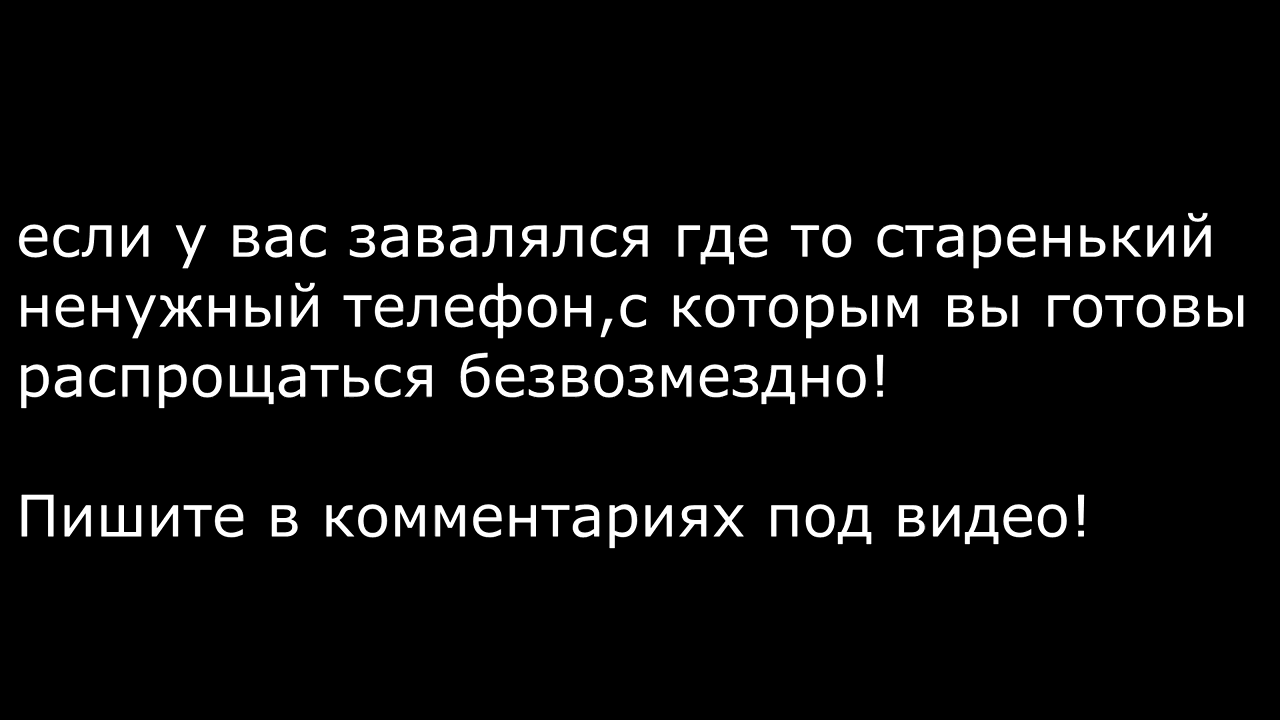 если у вас завалялся где то старенький
ненужный телефон,с которым вы готовы
распрощаться безвозмездно!
Пишите в комментариях под видео!